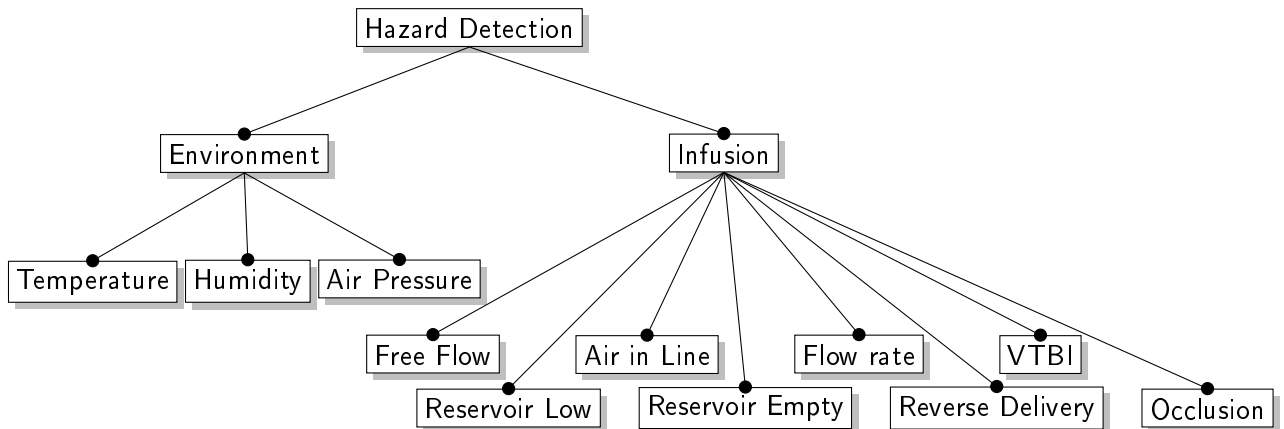 Hazard Detection
Environment
Infusion
Temperature
Humidity
Air Pressure
Free Flow
Air in Line
Flow rate
VTBI
Reservoir Low
Reservoir Empty
Reverse Delivery
Occlusion